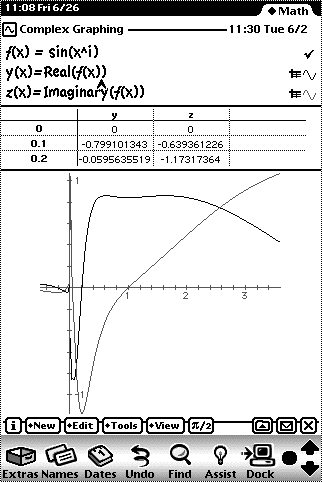 11:08 Fri 6/26
♦Math
Complex Graphing
11:30 Tue 6/2
f(x) = sin(x^i) ✓
y(x)=Real(f(x))
z(x)=Imaginary(f(x))
y z
0 0 0
0.1 -0.799101343 -0.639361226
0.2 -0.0595635519 -1.17317364
1
1 2 3
-1
i ♦New ♦Edit ♦Tools ♦View π/2 X
Extras Names Dates Undo Find Assist Dock